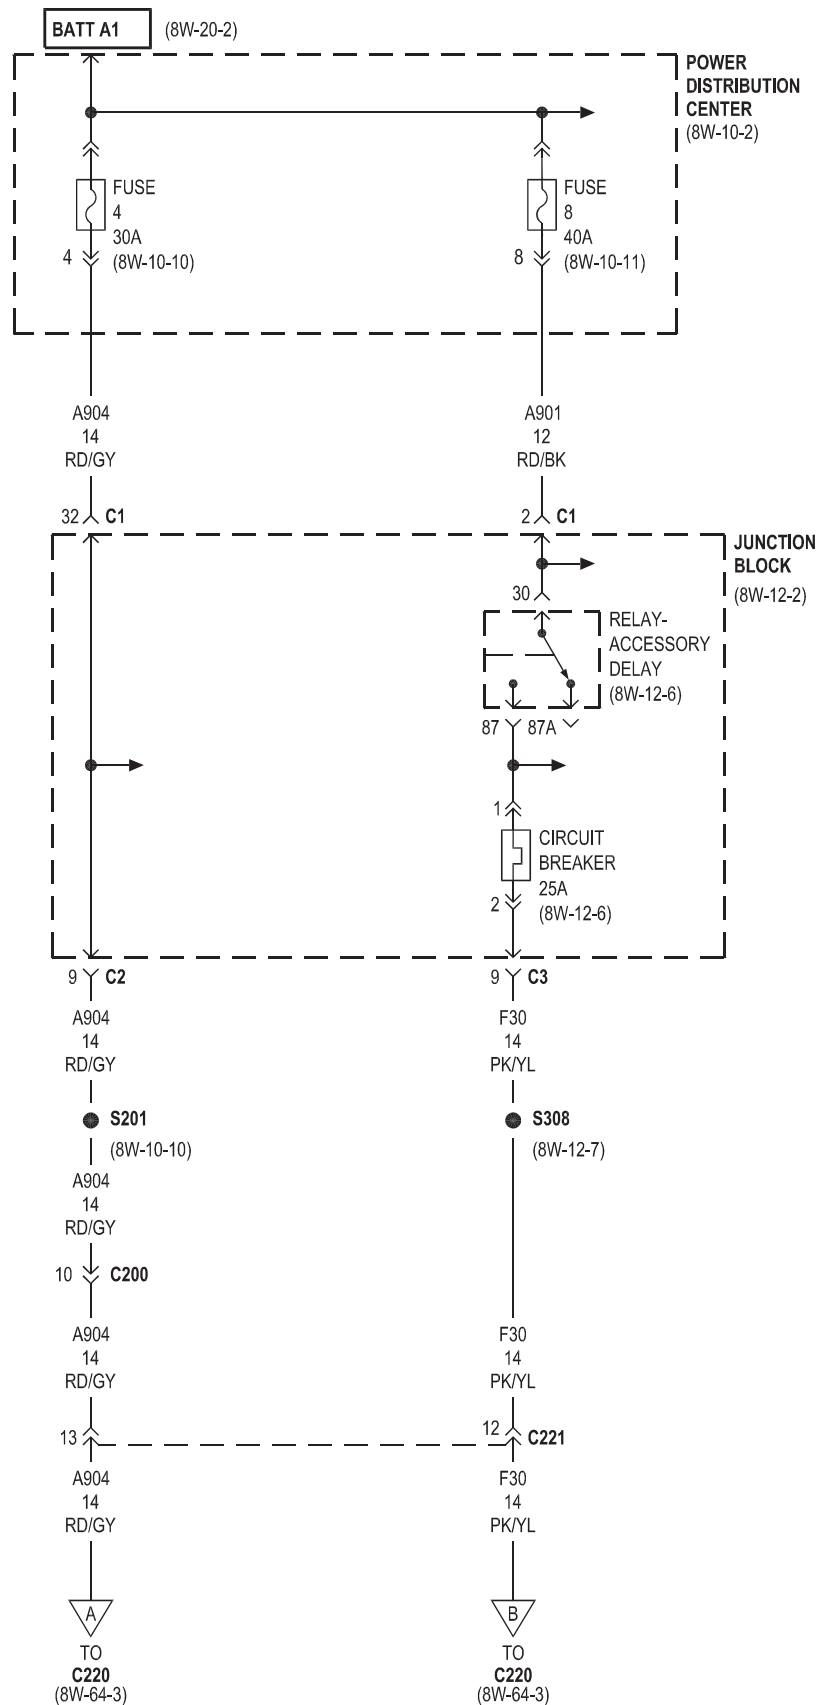 BATT A1 (8W-20-2)
POWER
DISTRIBUTION
CENTER
(8W-10-2)
FUSE
4
30A
(8W-10-10)
4
FUSE
8
40A
(8W-10-11)
8
A904
14
RD/GY
A901
12
RD/BK
32 C1
2 C1
JUNCTION
BLOCK
(8W-12-2)
30
RELAY-
ACCESSORY
DELAY
(8W-12-6)
87 87A
1
CIRCUIT
BREAKER
25A
(8W-12-6)
2
9 C2
9 C3
A904
14
RD/GY
F30
14
PK/YL
S201
(8W-10-10)
S308
(8W-12-7)
A904
14
RD/GY
10 C200
A904
14
RD/GY
F30
14
PK/YL
13
12 C221
A904
14
RD/GY
F30
14
PK/YL
A
TO
C220
(8W-64-3)
B
TO
C220
(8W-64-3)